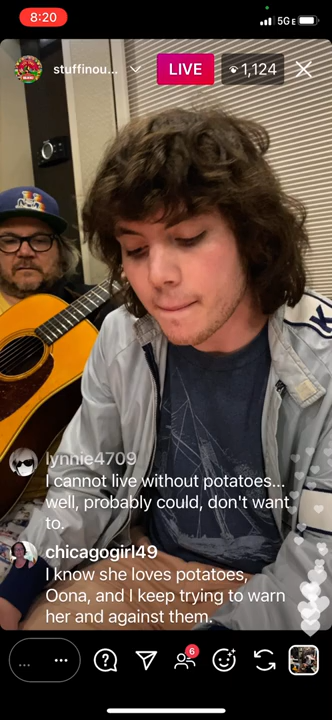 8:20
5GE
stuffinou...
LIVE
1,124
K
lynnie4709
I cannot live without potatoes...
well, probably could, don't want
to,
chicagogirl49
I know she loves potatoes,
Oona, and I keep trying to warn
her and against them.
...
6